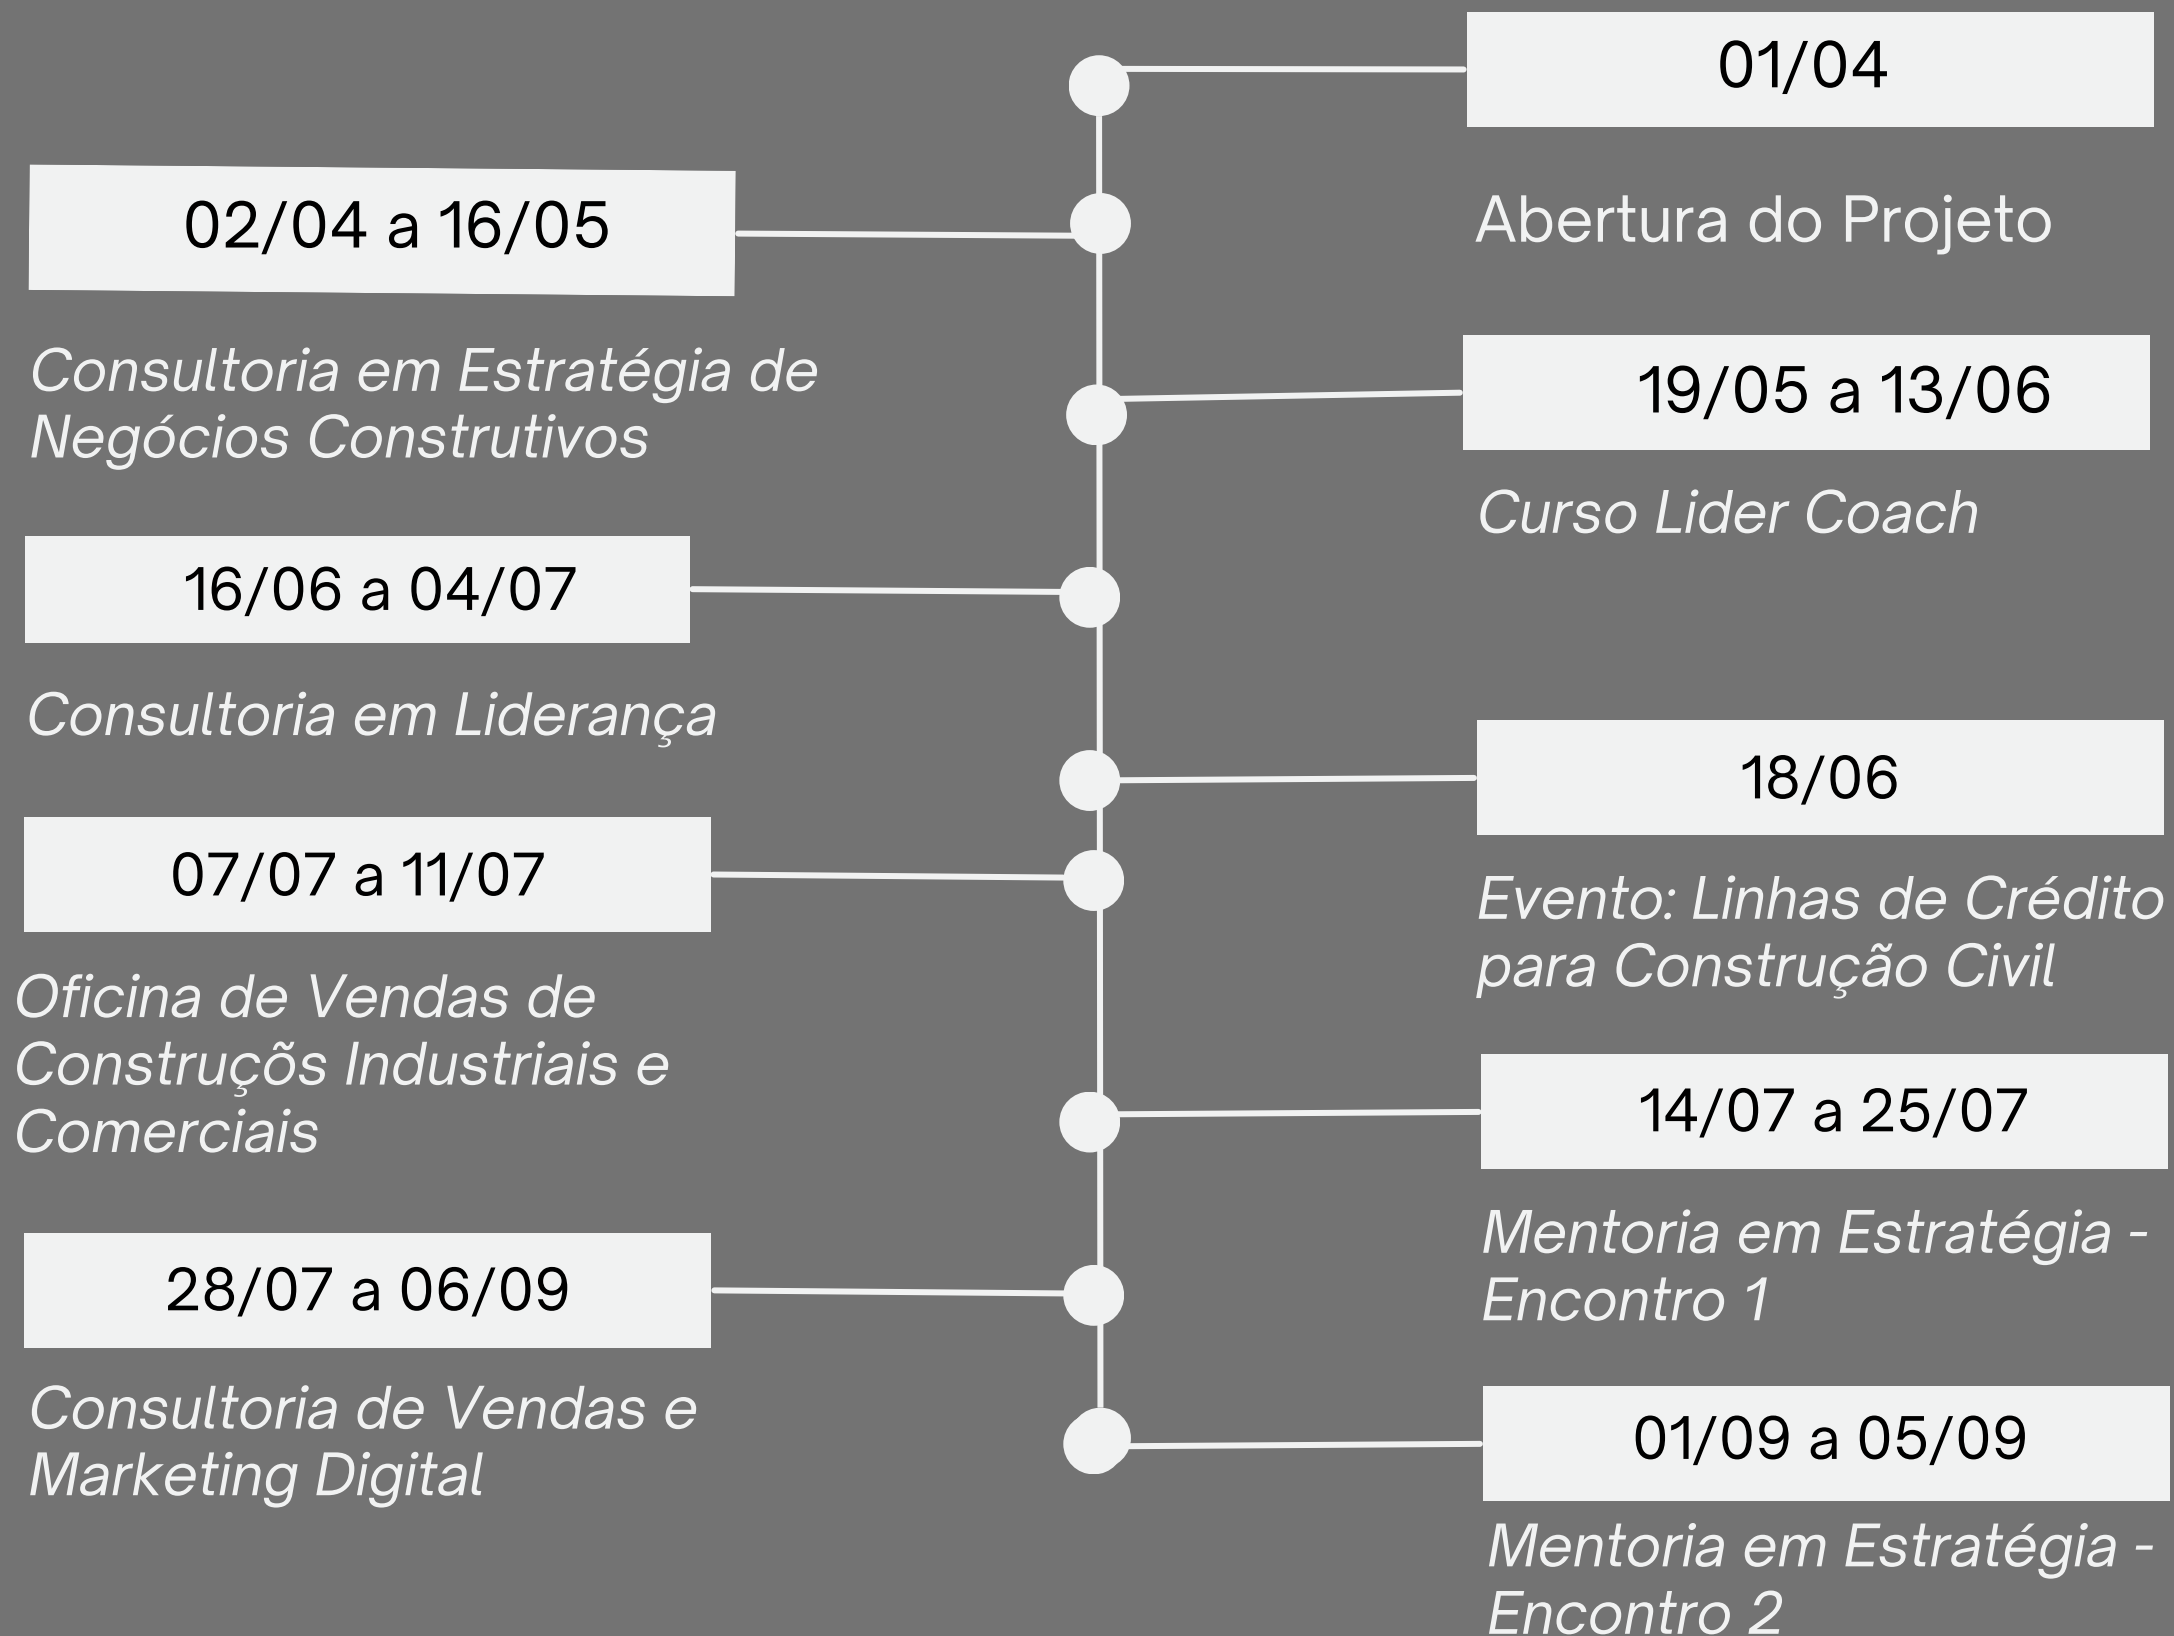 01/04
Abertura do Projeto
02/04 a 16/05
Consultoria em Estratégia de
Negócios Construtivos
19/05 a 13/06
Curso Lider Coach
16/06 a 04/07
Consultoria em Liderança
18/06
Evento: Linhas de Crédito
para Construção Civil
07/07 a 11/07
Oficina de Vendas de
Construçõs Industriais e
Comerciais
14/07 a 25/07
Mentoria em Estratégia -
Encontro 1
28/07 a 06/09
Consultoria de Vendas e
Marketing Digital
01/09 a 05/09
Mentoria em Estratégia -
Encontro 2